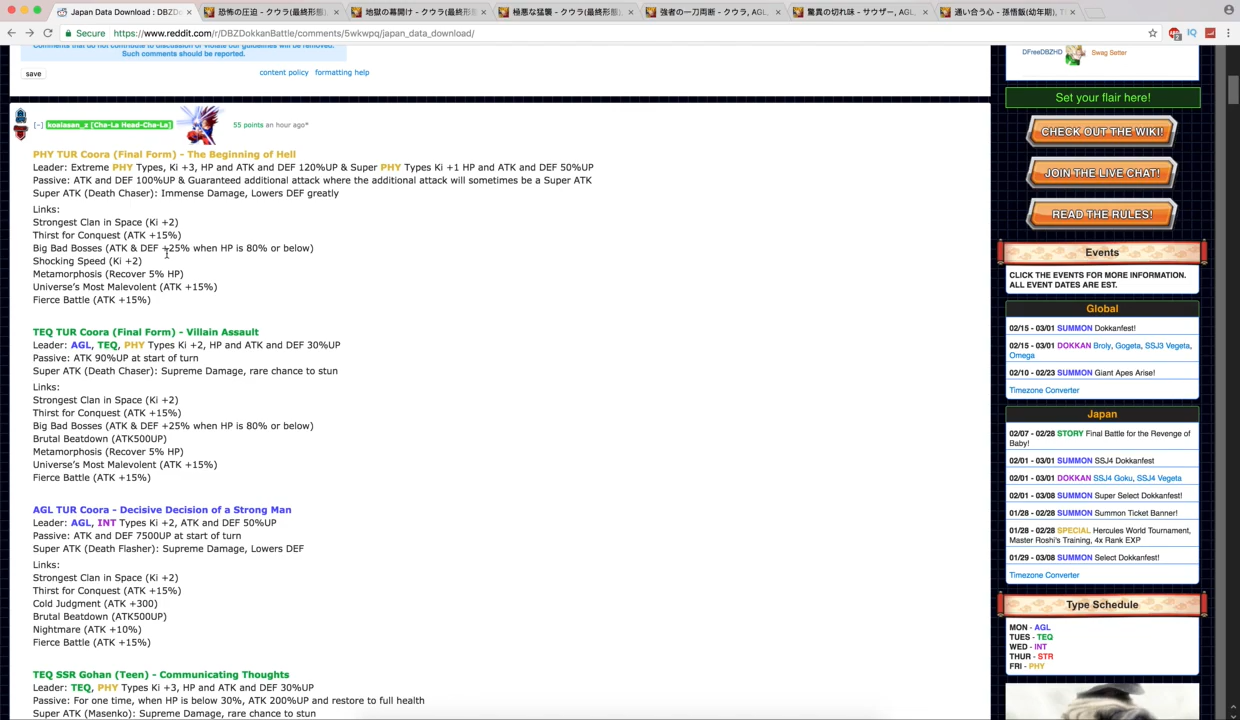 Japan Data Download : DBZDo
恐怖の圧迫 - クウラ(最終形態)
地獄の幕開け - クウラ(最終形
極悪な猛襲 - クウラ(最終形態)
強者の一刀両断 - クウラ, AGL,
驚異の切れ味 - サウザー, AGL,
通い合う心 - 孫悟飯(幼年期), T
Secure https://www.reddit.com/r/DBZDokkanBattle/comments/5wkwpq/japan_data_download/
Comments that do not contribute to discussion or violate our guidelines will be removed.
Such comments should be reported.
save
content policy formatting help
DFreeDBZHD Swag Setter
Set your flair here!
CHECK OUT THE WIKI!
JOIN THE LIVE CHAT!
READ THE RULES!
[-] koalasan_z [Cha-La Head-Cha-La] 55 points an hour ago*
PHY TUR Coora (Final Form) - The Beginning of Hell
Leader: Extreme PHY Types, Ki +3, HP and ATK and DEF 120%UP & Super PHY Types Ki +1 HP and ATK and DEF 50%UP
Passive: ATK and DEF 100%UP & Guaranteed additional attack where the additional attack will sometimes be a Super ATK
Super ATK (Death Chaser): Immense Damage, Lowers DEF greatly
Links:
Strongest Clan in Space (Ki +2)
Thirst for Conquest (ATK +15%)
Big Bad Bosses (ATK & DEF +25% when HP is 80% or below)
Shocking Speed (Ki +2)
Metamorphosis (Recover 5% HP)
Universe's Most Malevolent (ATK +15%)
Fierce Battle (ATK +15%)
TEQ TUR Coora (Final Form) - Villain Assault
Leader: AGL, TEQ, PHY Types Ki +2, HP and ATK and DEF 30%UP
Passive: ATK 90%UP at start of turn
Super ATK (Death Chaser): Supreme Damage, rare chance to stun
Links:
Strongest Clan in Space (Ki +2)
Thirst for Conquest (ATK +15%)
Big Bad Bosses (ATK & DEF +25% when HP is 80% or below)
Brutal Beatdown (ATK500UP)
Metamorphosis (Recover 5% HP)
Universe's Most Malevolent (ATK +15%)
Fierce Battle (ATK +15%)
AGL TUR Coora - Decisive Decision of a Strong Man
Leader: AGL, INT Types Ki +2, ATK and DEF 50%UP
Passive: ATK and DEF 7500UP at start of turn
Super ATK (Death Flasher): Supreme Damage, Lowers DEF
Links:
Strongest Clan in Space (Ki +2)
Thirst for Conquest (ATK +15%)
Cold Judgment (ATK +300)
Brutal Beatdown (ATK500UP)
Nightmare (ATK +10%)
Fierce Battle (ATK +15%)
TEQ SSR Gohan (Teen) - Communicating Thoughts
Leader: TEQ, PHY Types Ki +3, HP and ATK and DEF 30%UP
Passive: For one time, when HP is below 30%, ATK 200%UP and restore to full health
Super ATK (Masenko): Supreme Damage, rare chance to stun
Events
CLICK THE EVENTS FOR MORE INFORMATION.
ALL EVENT DATES ARE EST.
Global
02/15 - 03/01 SUMMON Dokkanfest!
02/15 - 03/01 DOKKAN Broly, Gogeta, SSJ3 Vegeta,
Omega
02/10 - 02/23 SUMMON Giant Apes Arise!
Timezone Converter
Japan
02/07 - 02/28 STORY Final Battle for the Revenge of
Baby!
02/01 - 03/01 SUMMON SSJ4 Dokkanfest
02/01 - 03/01 DOKKAN SSJ4 Goku, SSJ4 Vegeta
02/01 - 03/08 SUMMON Super Select Dokkanfest!
01/28 - 02/28 SUMMON Summon Ticket Banner!
01/28 - 02/28 SPECIAL Hercules World Tournament,
Master Roshi's Training, 4x Rank EXP
01/29 - 03/08 SUMMON Select Dokkanfest!
Timezone Converter
Type Schedule
MON - AGL
TUES - TEQ
WED - INT
THUR - STR
FRI - PHY